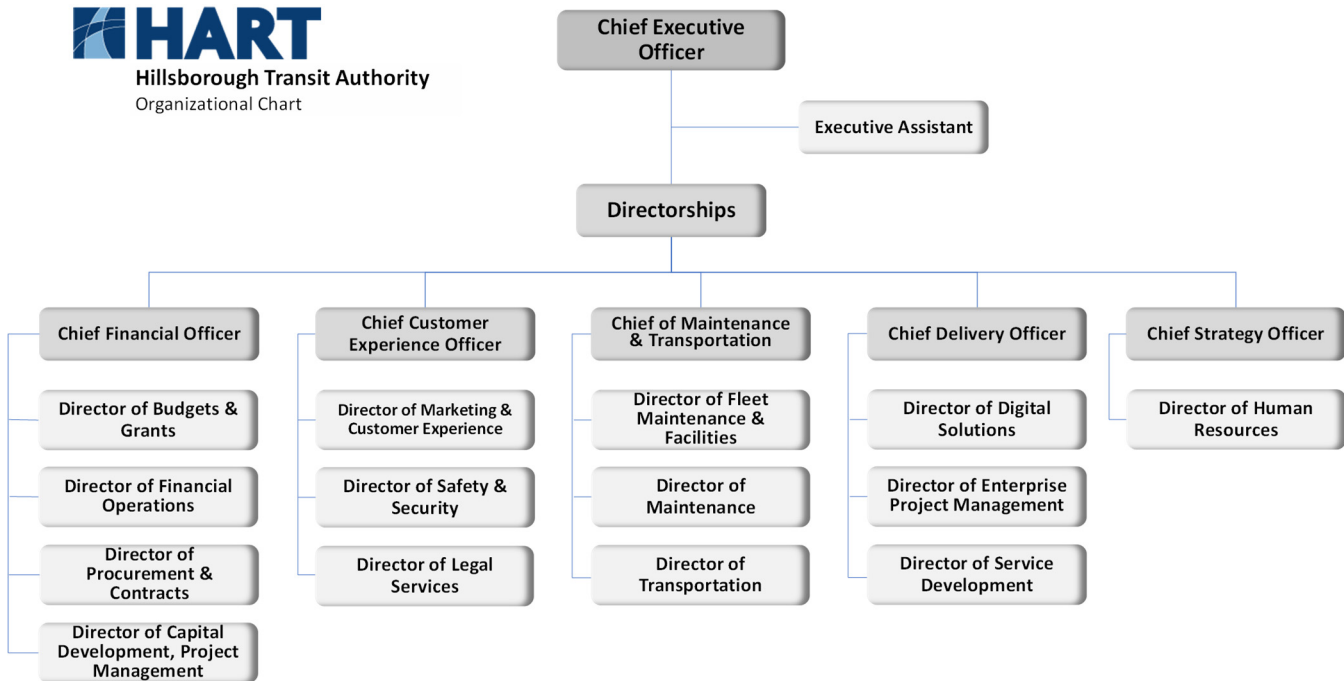 HART
Hillsborough Transit Authority
Organizational Chart
Chief Executive
Officer
Executive Assistant
Directorships
Chief Financial Officer
Director of Budgets &
Grants
Director of Financial
Operations
Director of
Procurement &
Contracts
Director of Capital
Development, Project
Management
Chief Customer
Experience Officer
Director of Marketing &
Customer Experience
Director of Safety &
Security
Director of Legal
Services
Chief of Maintenance
& Transportation
Director of Fleet
Maintenance &
Facilities
Director of
Maintenance
Director of
Transportation
Chief Delivery Officer
Director of Digital
Solutions
Director of Enterprise
Project Management
Director of Service
Development
Chief Strategy Officer
Director of Human
Resources